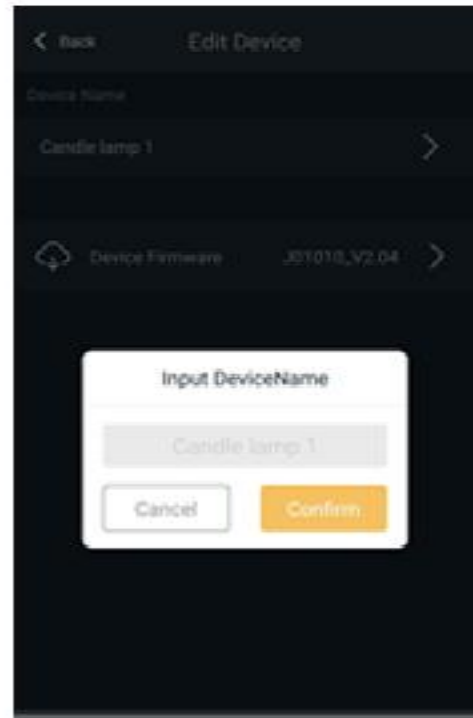 Back Edit Device
Device Name
Candle lamp 1
Device Firmware J01010_V2.04
Input DeviceName
Candle lamp 1
Cancel Confirm